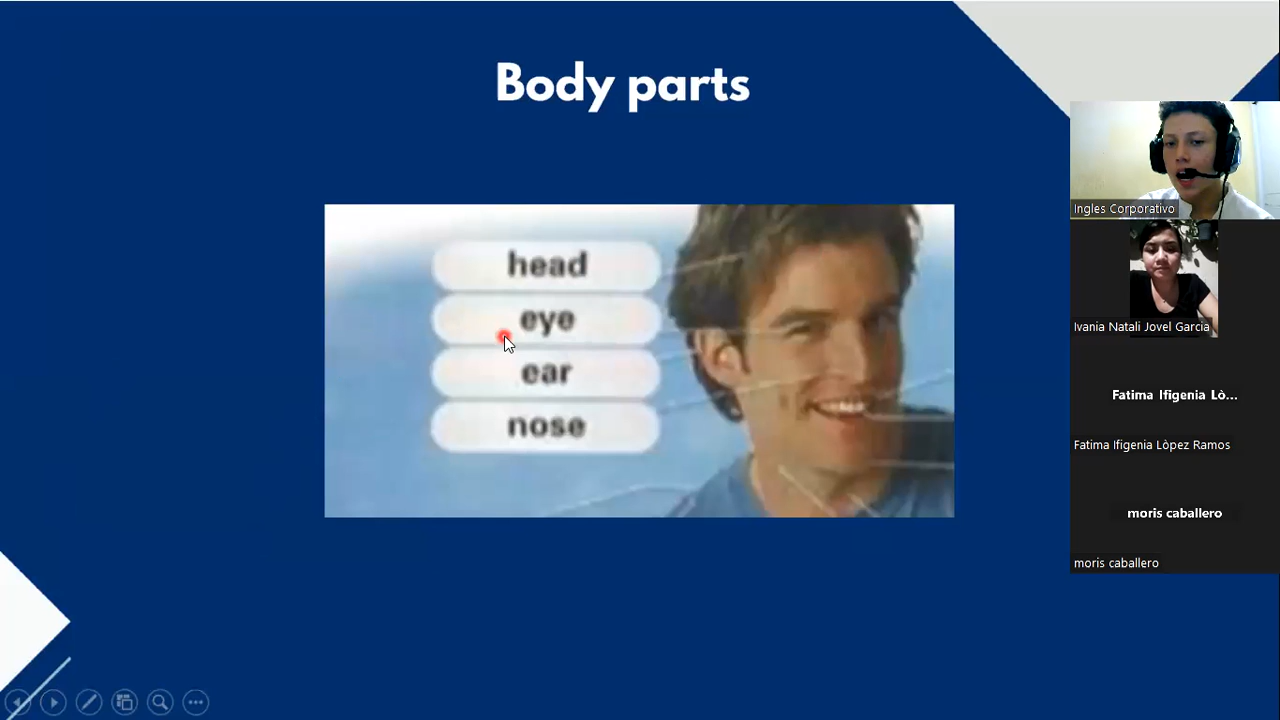 Body parts
head
eye
ear
nose
Ingles Corporativo
Ivania Natali Jovel Garcia
Fatima Ifigenia Lò...
Fatima Ifigenia Lòpez Ramos
moris caballero
moris caballero